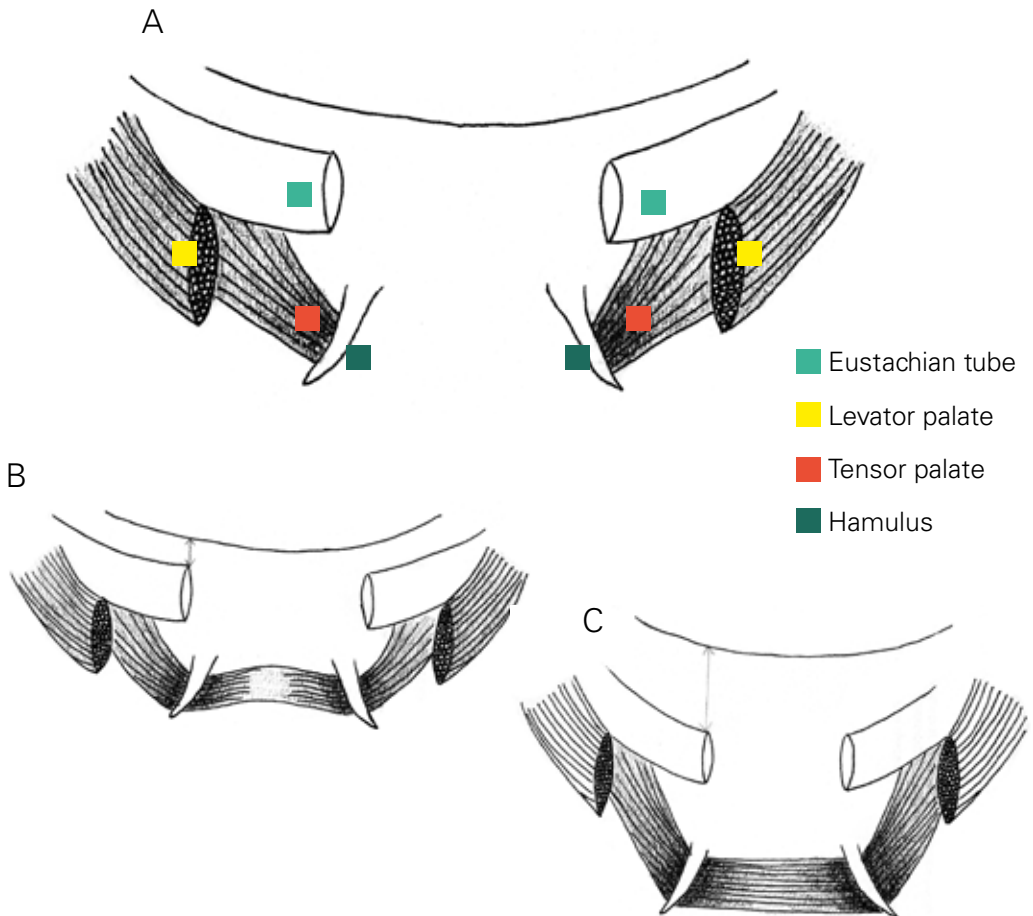 A
Eustachian tube
Levator palate
Tensor palate
Hamulus
B
C